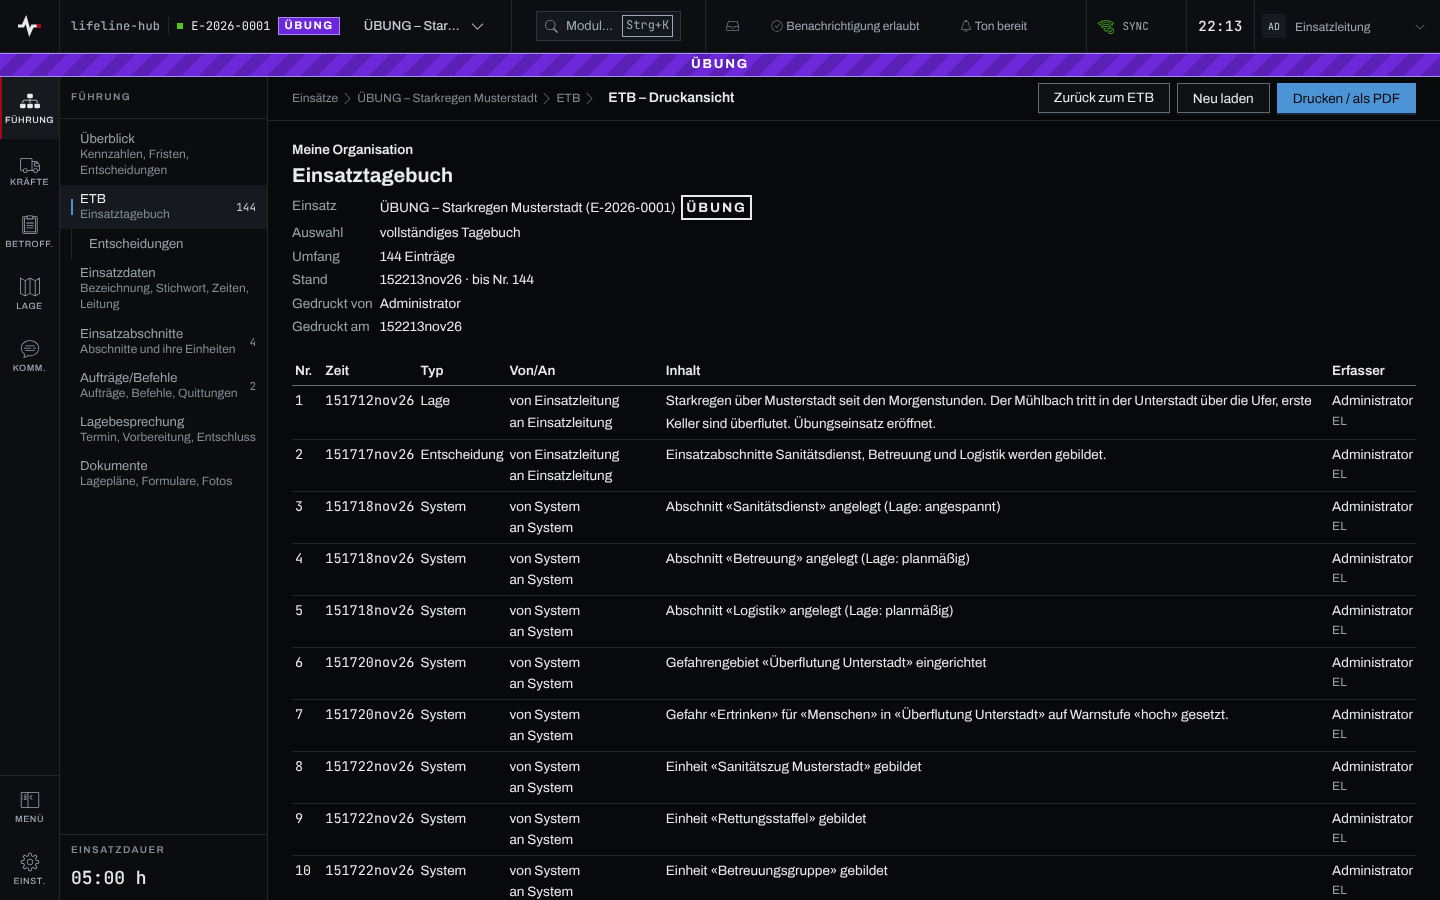 lifeline-hub E-2026-0001 ÜBUNG ÜBUNG – Star... Modul... Strg+K Benachrichtigung erlaubt Ton bereit SYNC 22:13 AD Einsatzleitung
ÜBUNG
FÜHRUNG
KRÄFTE
BETROFF.
LAGE
KOMM.
MENÜ
EINST.
FÜHRUNG
Überblick
Kennzahlen, Fristen,
Entscheidungen
ETB
Einsatztagebuch 144
Entscheidungen
Einsatzdaten
Bezeichnung, Stichwort, Zeiten,
Leitung
Einsatzabschnitte
Abschnitte und ihre Einheiten 4
Aufträge/Befehle
Aufträge, Befehle, Quittungen 2
Lagebesprechung
Termin, Vorbereitung, Entschluss
Dokumente
Lagepläne, Formulare, Fotos
EINSATZDAUER
05:00 h
Einsätze ÜBUNG – Starkregen Musterstadt ETB ETB – Druckansicht Zurück zum ETB Neu laden Drucken / als PDF
Meine Organisation
Einsatztagebuch
Einsatz ÜBUNG – Starkregen Musterstadt (E-2026-0001) ÜBUNG
Auswahl vollständiges Tagebuch
Umfang 144 Einträge
Stand 152213nov26 · bis Nr. 144
Gedruckt von Administrator
Gedruckt am 152213nov26
Nr. Zeit Typ Von/An Inhalt Erfasser
1 151712nov26 Lage von Einsatzleitung Starkregen über Musterstadt seit den Morgenstunden. Der Mühlbach tritt in der Unterstadt über die Ufer, erste Administrator
an Einsatzleitung Keller sind überflutet. Übungseinsatz eröffnet. EL
2 151717nov26 Entscheidung von Einsatzleitung Einsatzabschnitte Sanitätsdienst, Betreuung und Logistik werden gebildet. Administrator
an Einsatzleitung EL
3 151718nov26 System von System Abschnitt «Sanitätsdienst» angelegt (Lage: angespannt) Administrator
an System EL
4 151718nov26 System von System Abschnitt «Betreuung» angelegt (Lage: planmäßig) Administrator
an System EL
5 151718nov26 System von System Abschnitt «Logistik» angelegt (Lage: planmäßig) Administrator
an System EL
6 151720nov26 System von System Gefahrengebiet «Überflutung Unterstadt» eingerichtet Administrator
an System EL
7 151720nov26 System von System Gefahr «Ertrinken» für «Menschen» in «Überflutung Unterstadt» auf Warnstufe «hoch» gesetzt. Administrator
an System EL
8 151722nov26 System von System Einheit «Sanitätszug Musterstadt» gebildet Administrator
an System EL
9 151722nov26 System von System Einheit «Rettungsstaffel» gebildet Administrator
an System EL
10 151722nov26 System von System Einheit «Betreuungsgruppe» gebildet Administrator
an System EL